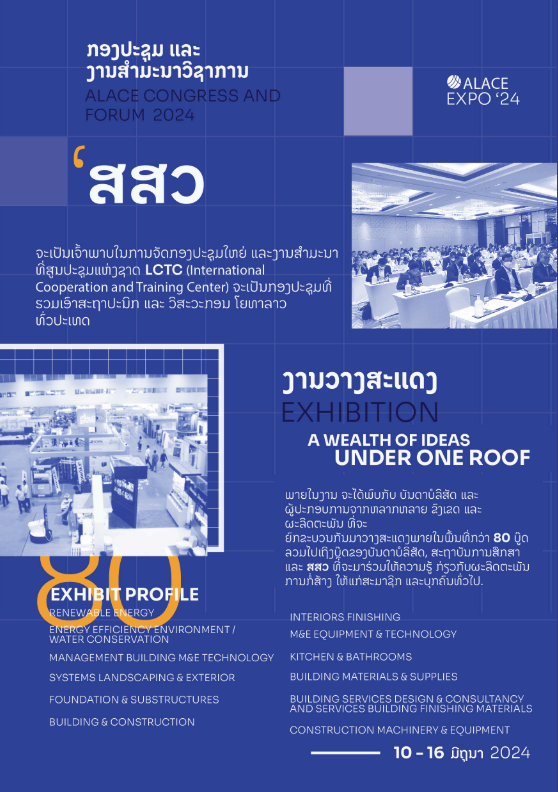 ກອງປະຊຸມ ແລະ
ງານສຳມະນາວິຊາການ
ALACE CONGRESS AND
FORUM 2024
ALACE
EXPO ‘24
‘ສສວ
ຈະເປັນເຈົ້າພາບໃນການຈັດກອງປະຊຸມໃຫຍ່ ແລະງານສຳມະນາ
ທີ່ສູນປະຊຸມແຫ່ງຊາດ LCTC (International
Cooperation and Training Center) ຈະເປັນກອງປະຊຸມທີ່
ຮວມເອົາສະຖາປະນິກ ແລະ ວິສະວະກອນ ໂຍທາລາວ
ທົ່ວປະເທດ
ງານວາງສະແດງ
EXHIBITION
A WEALTH OF IDEAS
UNDER ONE ROOF
ພາຍໃນງານ ຈະໄດ້ພົບກັບ ບັນດາບໍລິສັດ ແລະ
ຜູ້ປະກອບການຈາກຫລາກຫລາຍ ຂົງເຂດ ແລະ
ຜະລິດຕະພັນ ທີ່ຈະ
ຍົກຂະບວນກັນມາວາງສະແດງພາຍໃນພື້ນທີ່ກວ່າ 80 ບູ໊ດ
ລວມໄປເຖິງບູ໊ດຂອງບັນດາບໍລິສັດ, ສະຖາບັນການສຶກສາ
ແລະ ສສວ ທີ່ຈະມາຮ່ວມໃຫ້ຄວາມຮູ້ ກ່ຽວກັບຜະລິດຕະພັນ
ການກໍ່ສ້າງ ໃຫ້ແກ່ສະມາຊິກ ແລະບຸກຄົນທົ່ວໄປ.
80
EXHIBIT PROFILE
RENEWABLE ENERGY
ENERGY EFFICIENCY ENVIRONMENT /
WATER CONSERVATION
MANAGEMENT BUILDING M&E TECHNOLOGY
SYSTEMS LANDSCAPING & EXTERIOR
FOUNDATION & SUBSTRUCTURES
BUILDING & CONSTRUCTION
INTERIORS FINISHING
M&E EQUIPMENT & TECHNOLOGY
KITCHEN & BATHROOMS
BUILDING MATERIALS & SUPPLIES
BUILDING SERVICES DESIGN & CONSULTANCY
AND SERVICES BUILDING FINISHING MATERIALS
CONSTRUCTION MACHINERY & EQUIPMENT
10 – 16 ມິຖຸນາ 2024